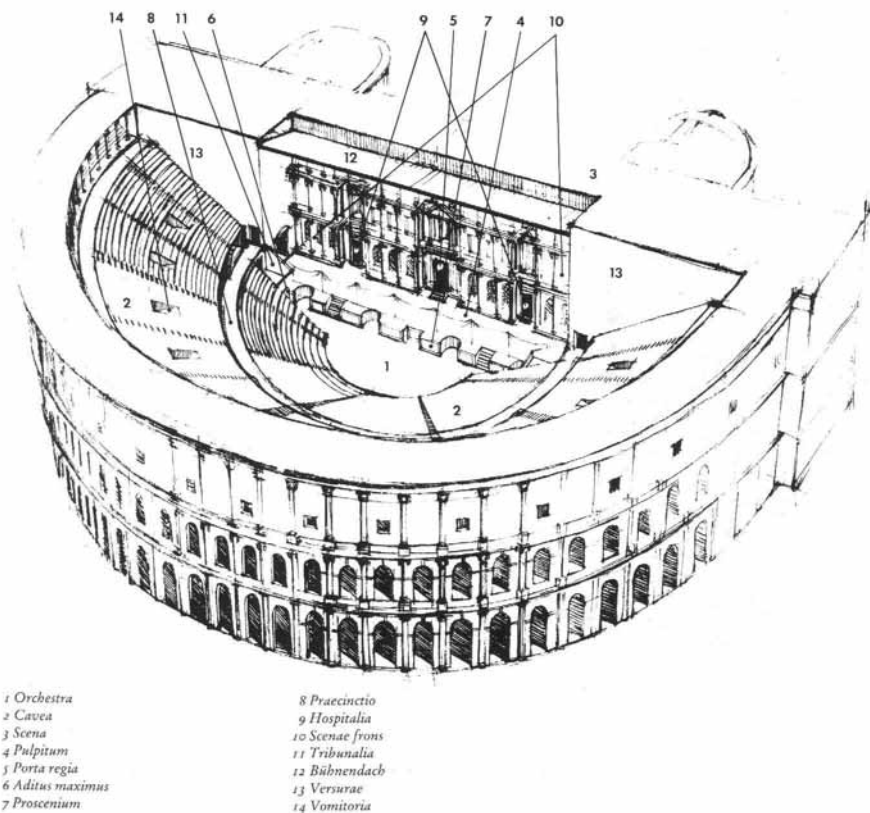 14 8 11 6 9 5 7 4 10
13
12
3
13
2
1
2
1 Orchestra
2 Cavea
3 Scena
4 Pulpitum
5 Porta regia
6 Aditus maximus
7 Proscenium
8 Praecinctio
9 Hospitalia
10 Scenae frons
11 Tribunalia
12 Bühnendach
13 Versurae
14 Vomitoria